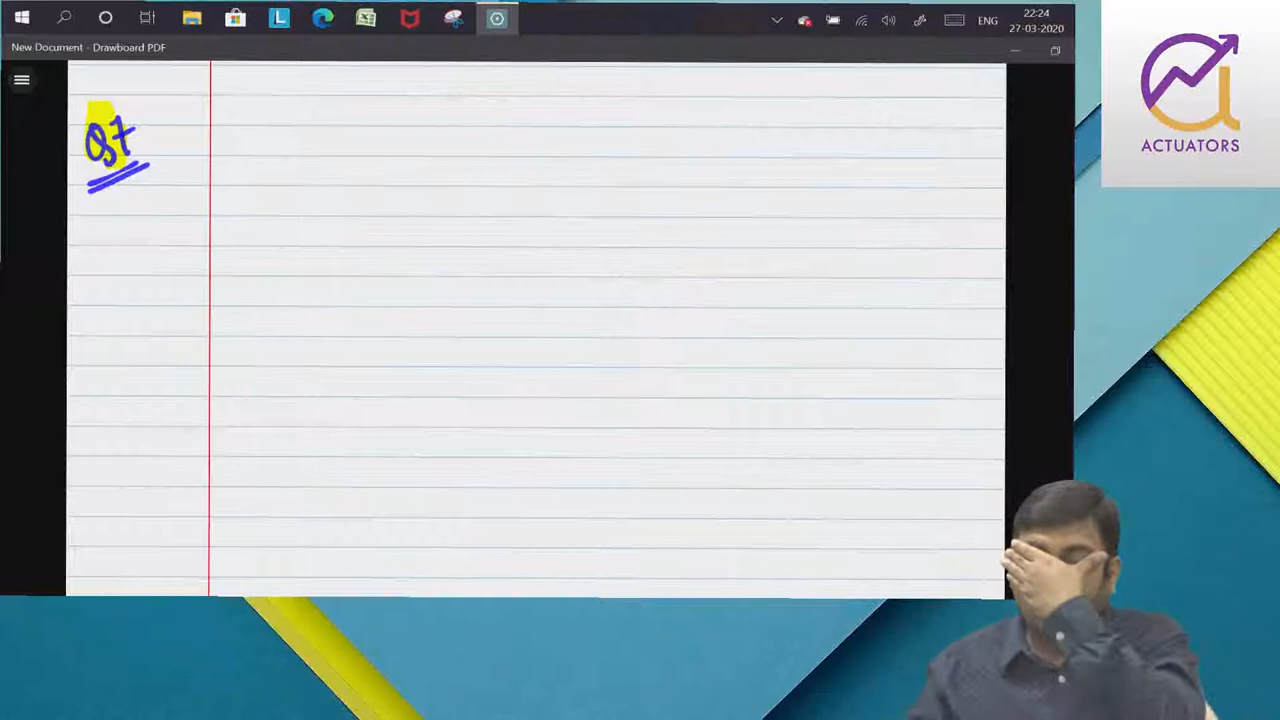 ENG
22:24
27-03-2020
New Document - Drawboard PDF
ACTUATORS
Q7